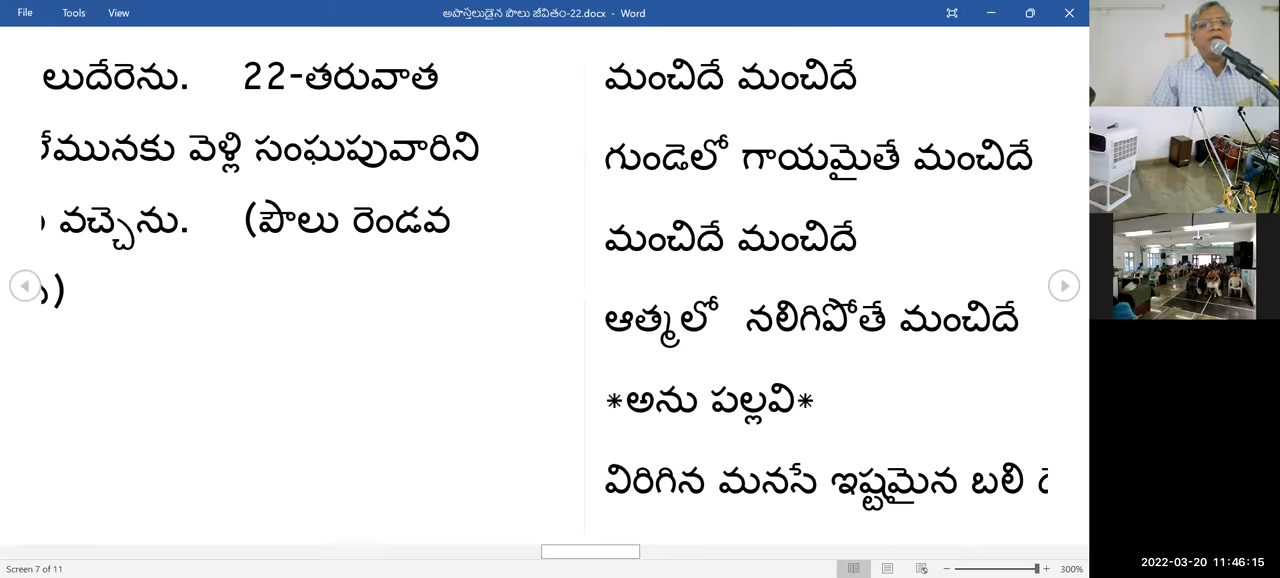 File Tools View
అపొస్తలుడైన పౌలు జీవితం-22.docx - Word
లుదేరెను. 22-తరువాత
వెళ్లి సంఘపువారిని
వచ్చెను. (పౌలు రెండవ
)
మంచిదే మంచిదే
గుండెలో గాయమైతే మంచిదే
మంచిదే మంచిదే
ఆత్మలో నలిగిపోతే మంచిదే
*అను పల్లవి*
విరిగిన మనసే ఇష్టమైన బలి
Screen 7 of 11
300%
2022-03-20 11:46:15